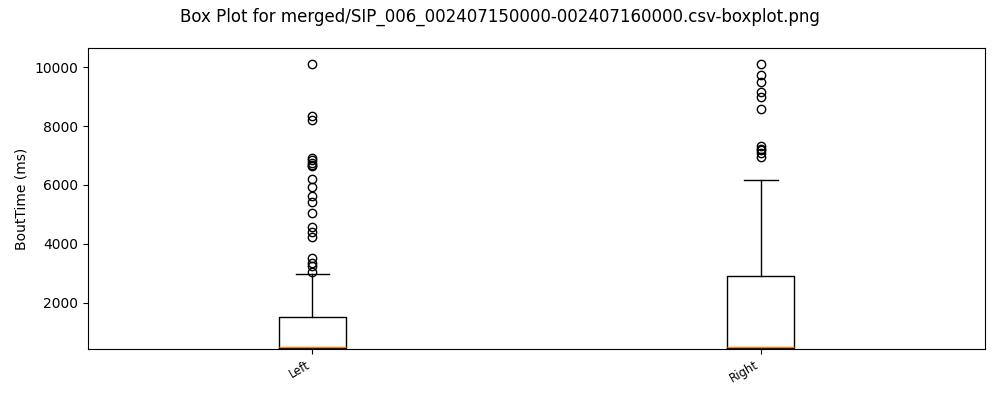 Box Plot for merged/SIP_006_002407150000-002407160000.csv-boxplot.png
10000
8000
6000
4000
2000
BoutTime (ms)
Left
Right